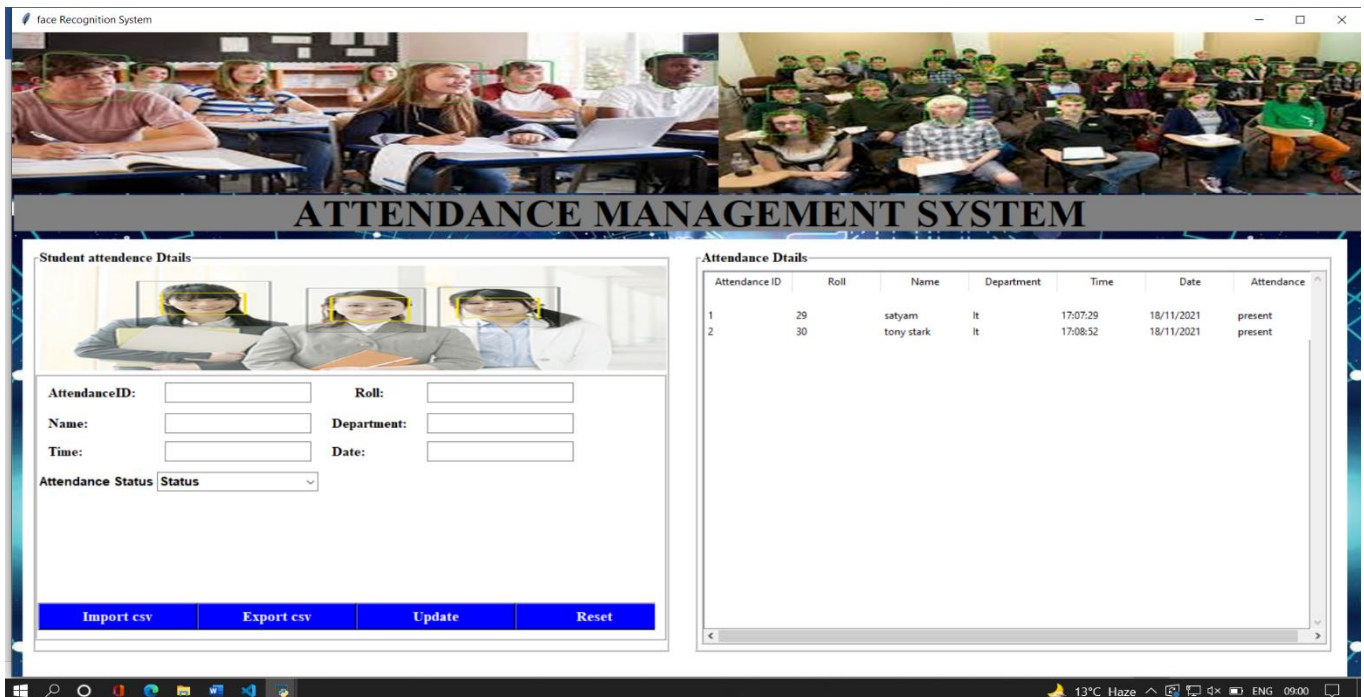 face Recognition System
ATTENDANCE MANAGEMENT SYSTEM
Student attendence Dtails
AttendanceID:
Roll:
Name:
Department:
Time:
Date:
Attendance Status Status
Import csv Export csv Update Reset
Attendance Dtails
Attendance ID Roll Name Department Time Date Attendance
1 29 satyam It 17:07:29 18/11/2021 present
2 30 tony stark It 17:08:52 18/11/2021 present
13°C Haze ENG 09:00